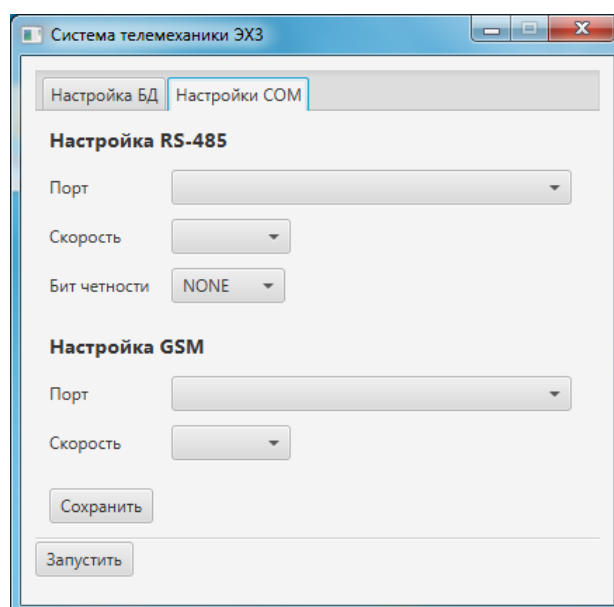 Система телемеханики ЭХЗ
Настройка БД Настройки COM
Настройка RS-485
Порт
Скорость
Бит четности NONE
Настройка GSM
Порт
Скорость
Сохранить
Запустить